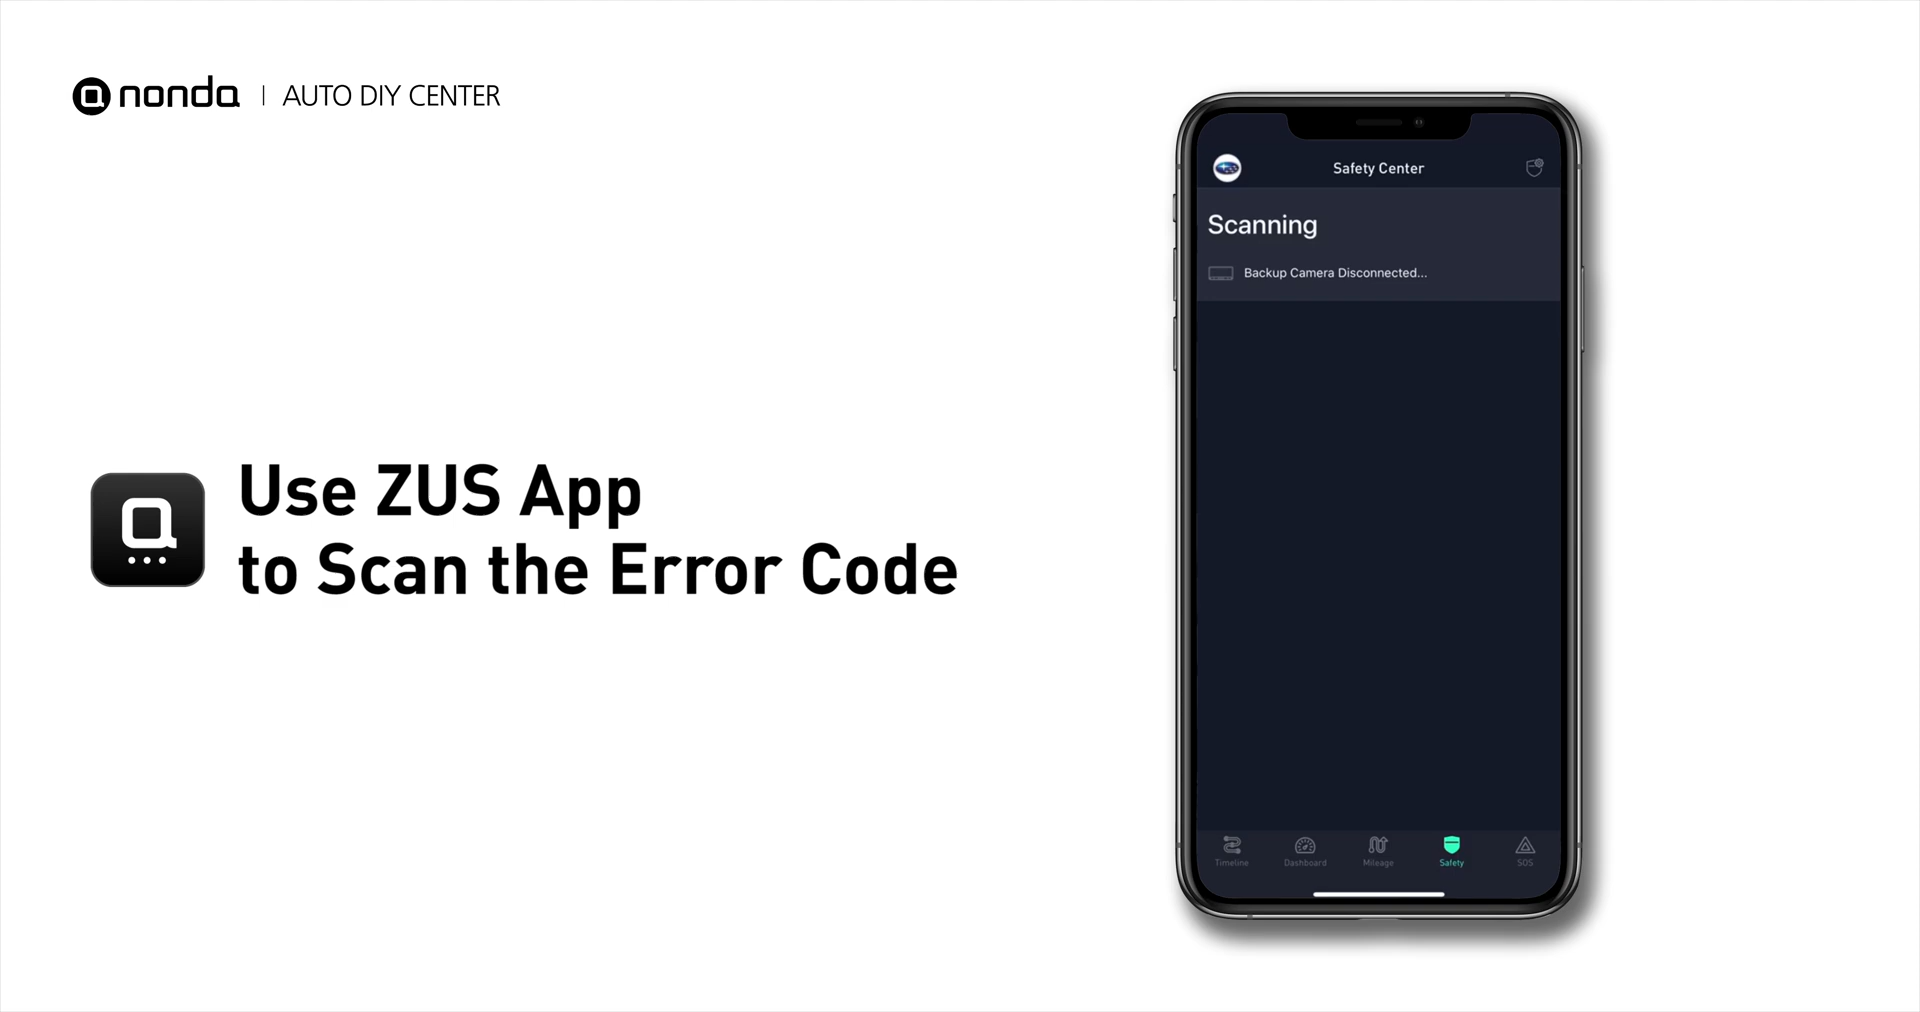 nonda | AUTO DIY CENTER
Use ZUS App
to Scan the Error Code
Safety Center
Scanning
Backup Camera Disconnected...
Timeline Dashboard Mileage Safety SOS